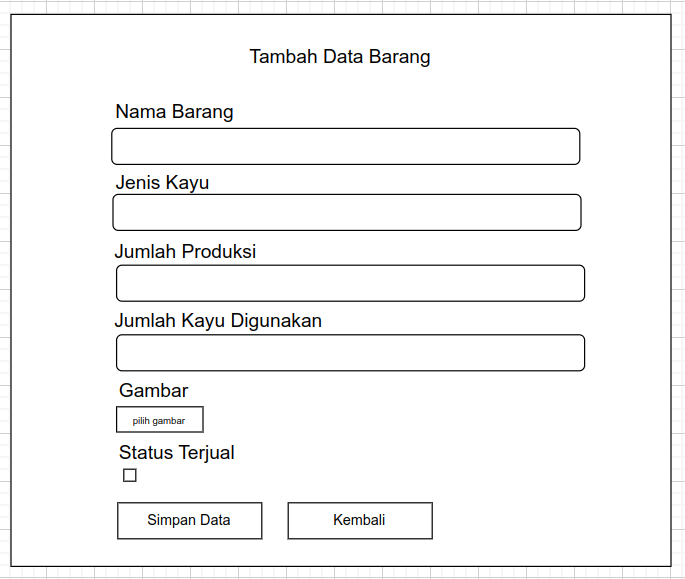 Tambah Data Barang
Nama Barang
Jenis Kayu
Jumlah Produksi
Jumlah Kayu Digunakan
Gambar
pilih gambar
Status Terjual
Simpan Data
Kembali